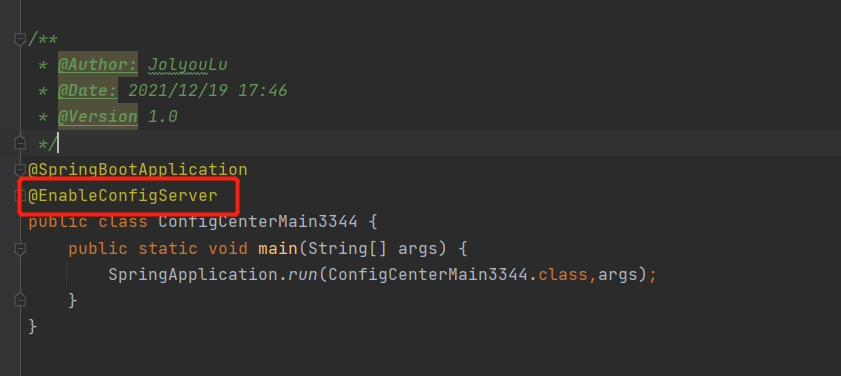 /**
 * @Author: JolyouLu
 * @Date: 2021/12/19 17:46
 * @Version 1.0
 */
@SpringBootApplication
@EnableConfigServer
public class ConfigCenterMain3344 {
    public static void main(String[] args) {
        SpringApplication.run(ConfigCenterMain3344.class,args);
    }
}